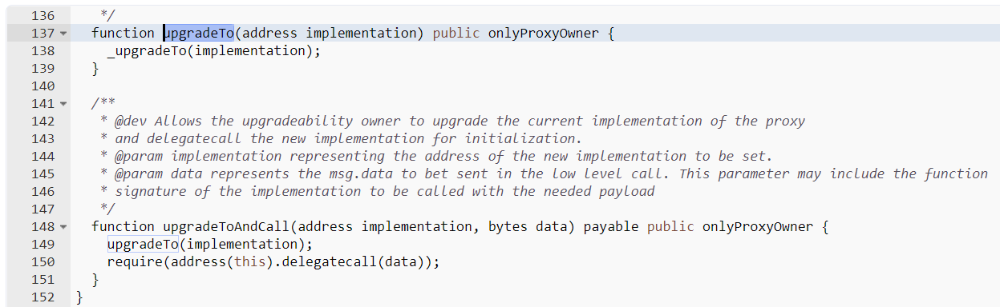 136 */
137 function upgradeTo(address implementation) public onlyProxyOwner {
138 _upgradeTo(implementation);
139 }
140
141 /**
142 * @dev Allows the upgradeability owner to upgrade the current implementation of the proxy
143 * and delegatecall the new implementation for initialization.
144 * @param implementation representing the address of the new implementation to be set.
145 * @param data represents the msg.data to bet sent in the low level call. This parameter may include the function
146 * signature of the implementation to be called with the needed payload
147 */
148 function upgradeToAndCall(address implementation, bytes data) payable public onlyProxyOwner {
149 upgradeTo(implementation);
150 require(address(this).delegatecall(data));
151 }
152 }